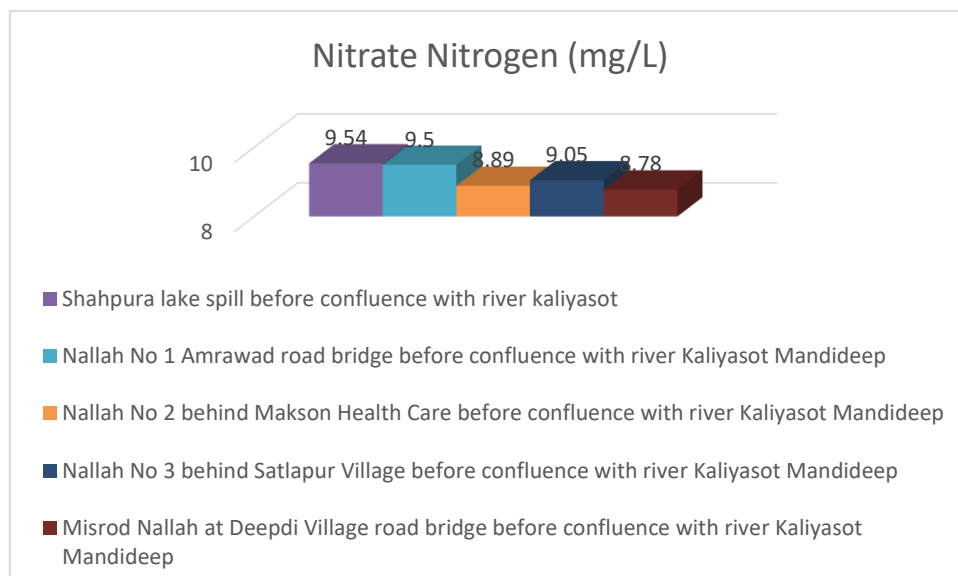 Nitrate Nitrogen (mg/L)
9.54 9.5 8.89 9.05 8.78
10
8
Shahpura lake spill before confluence with river kaliyasot
Nallah No 1 Amrawad road bridge before confluence with river Kaliyasot Mandideep
Nallah No 2 behind Makson Health Care before confluence with river Kaliyasot Mandideep
Nallah No 3 behind Satlapur Village before confluence with river Kaliyasot Mandideep
Misrod Nallah at Deepdi Village road bridge before confluence with river Kaliyasot
Mandideep